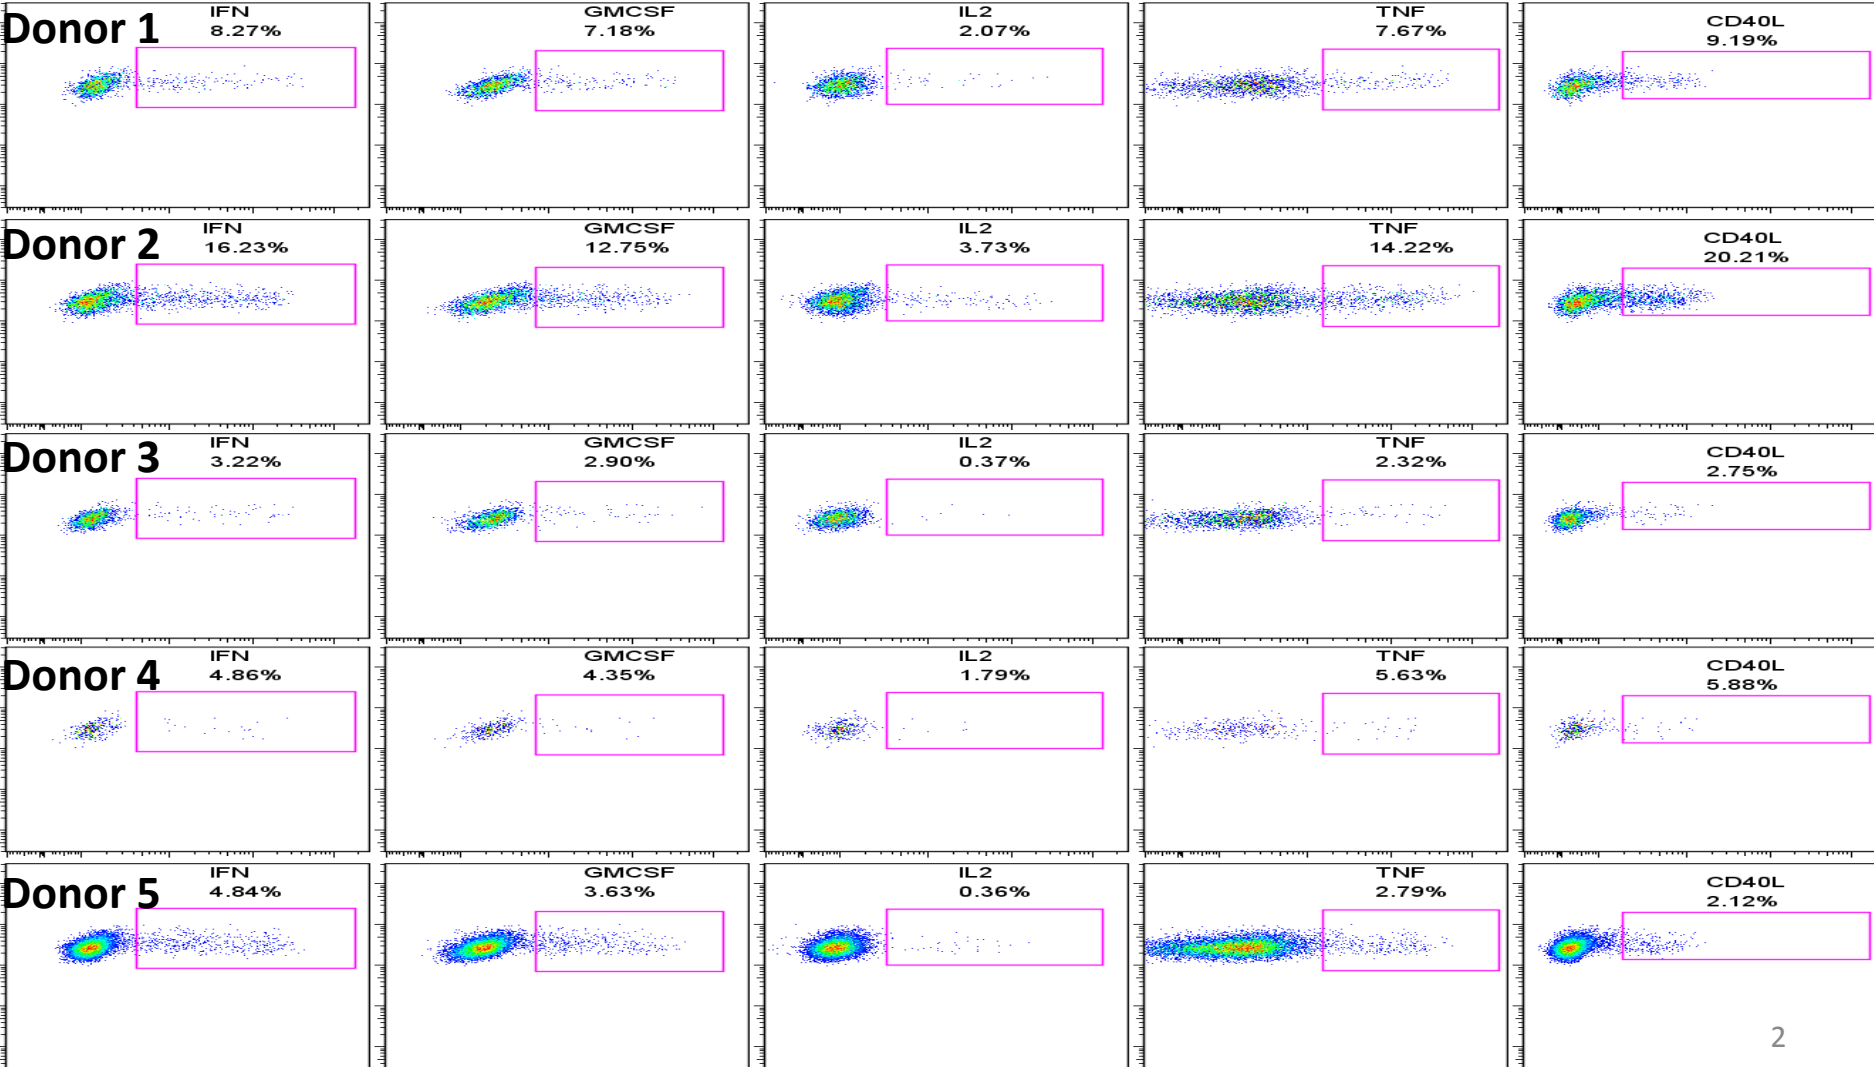 Donor 1
IFN
8.27%
GMCSF
7.18%
IL2
2.07%
TNF
7.67%
CD40L
9.19%
Donor 2
IFN
16.23%
GMCSF
12.75%
IL2
3.73%
TNF
14.22%
CD40L
20.21%
Donor 3
IFN
3.22%
GMCSF
2.90%
IL2
0.37%
TNF
2.32%
CD40L
2.75%
Donor 4
IFN
4.86%
GMCSF
4.35%
IL2
1.79%
TNF
5.63%
CD40L
5.88%
Donor 5
IFN
4.84%
GMCSF
3.63%
IL2
0.36%
TNF
2.79%
CD40L
2.12%
2